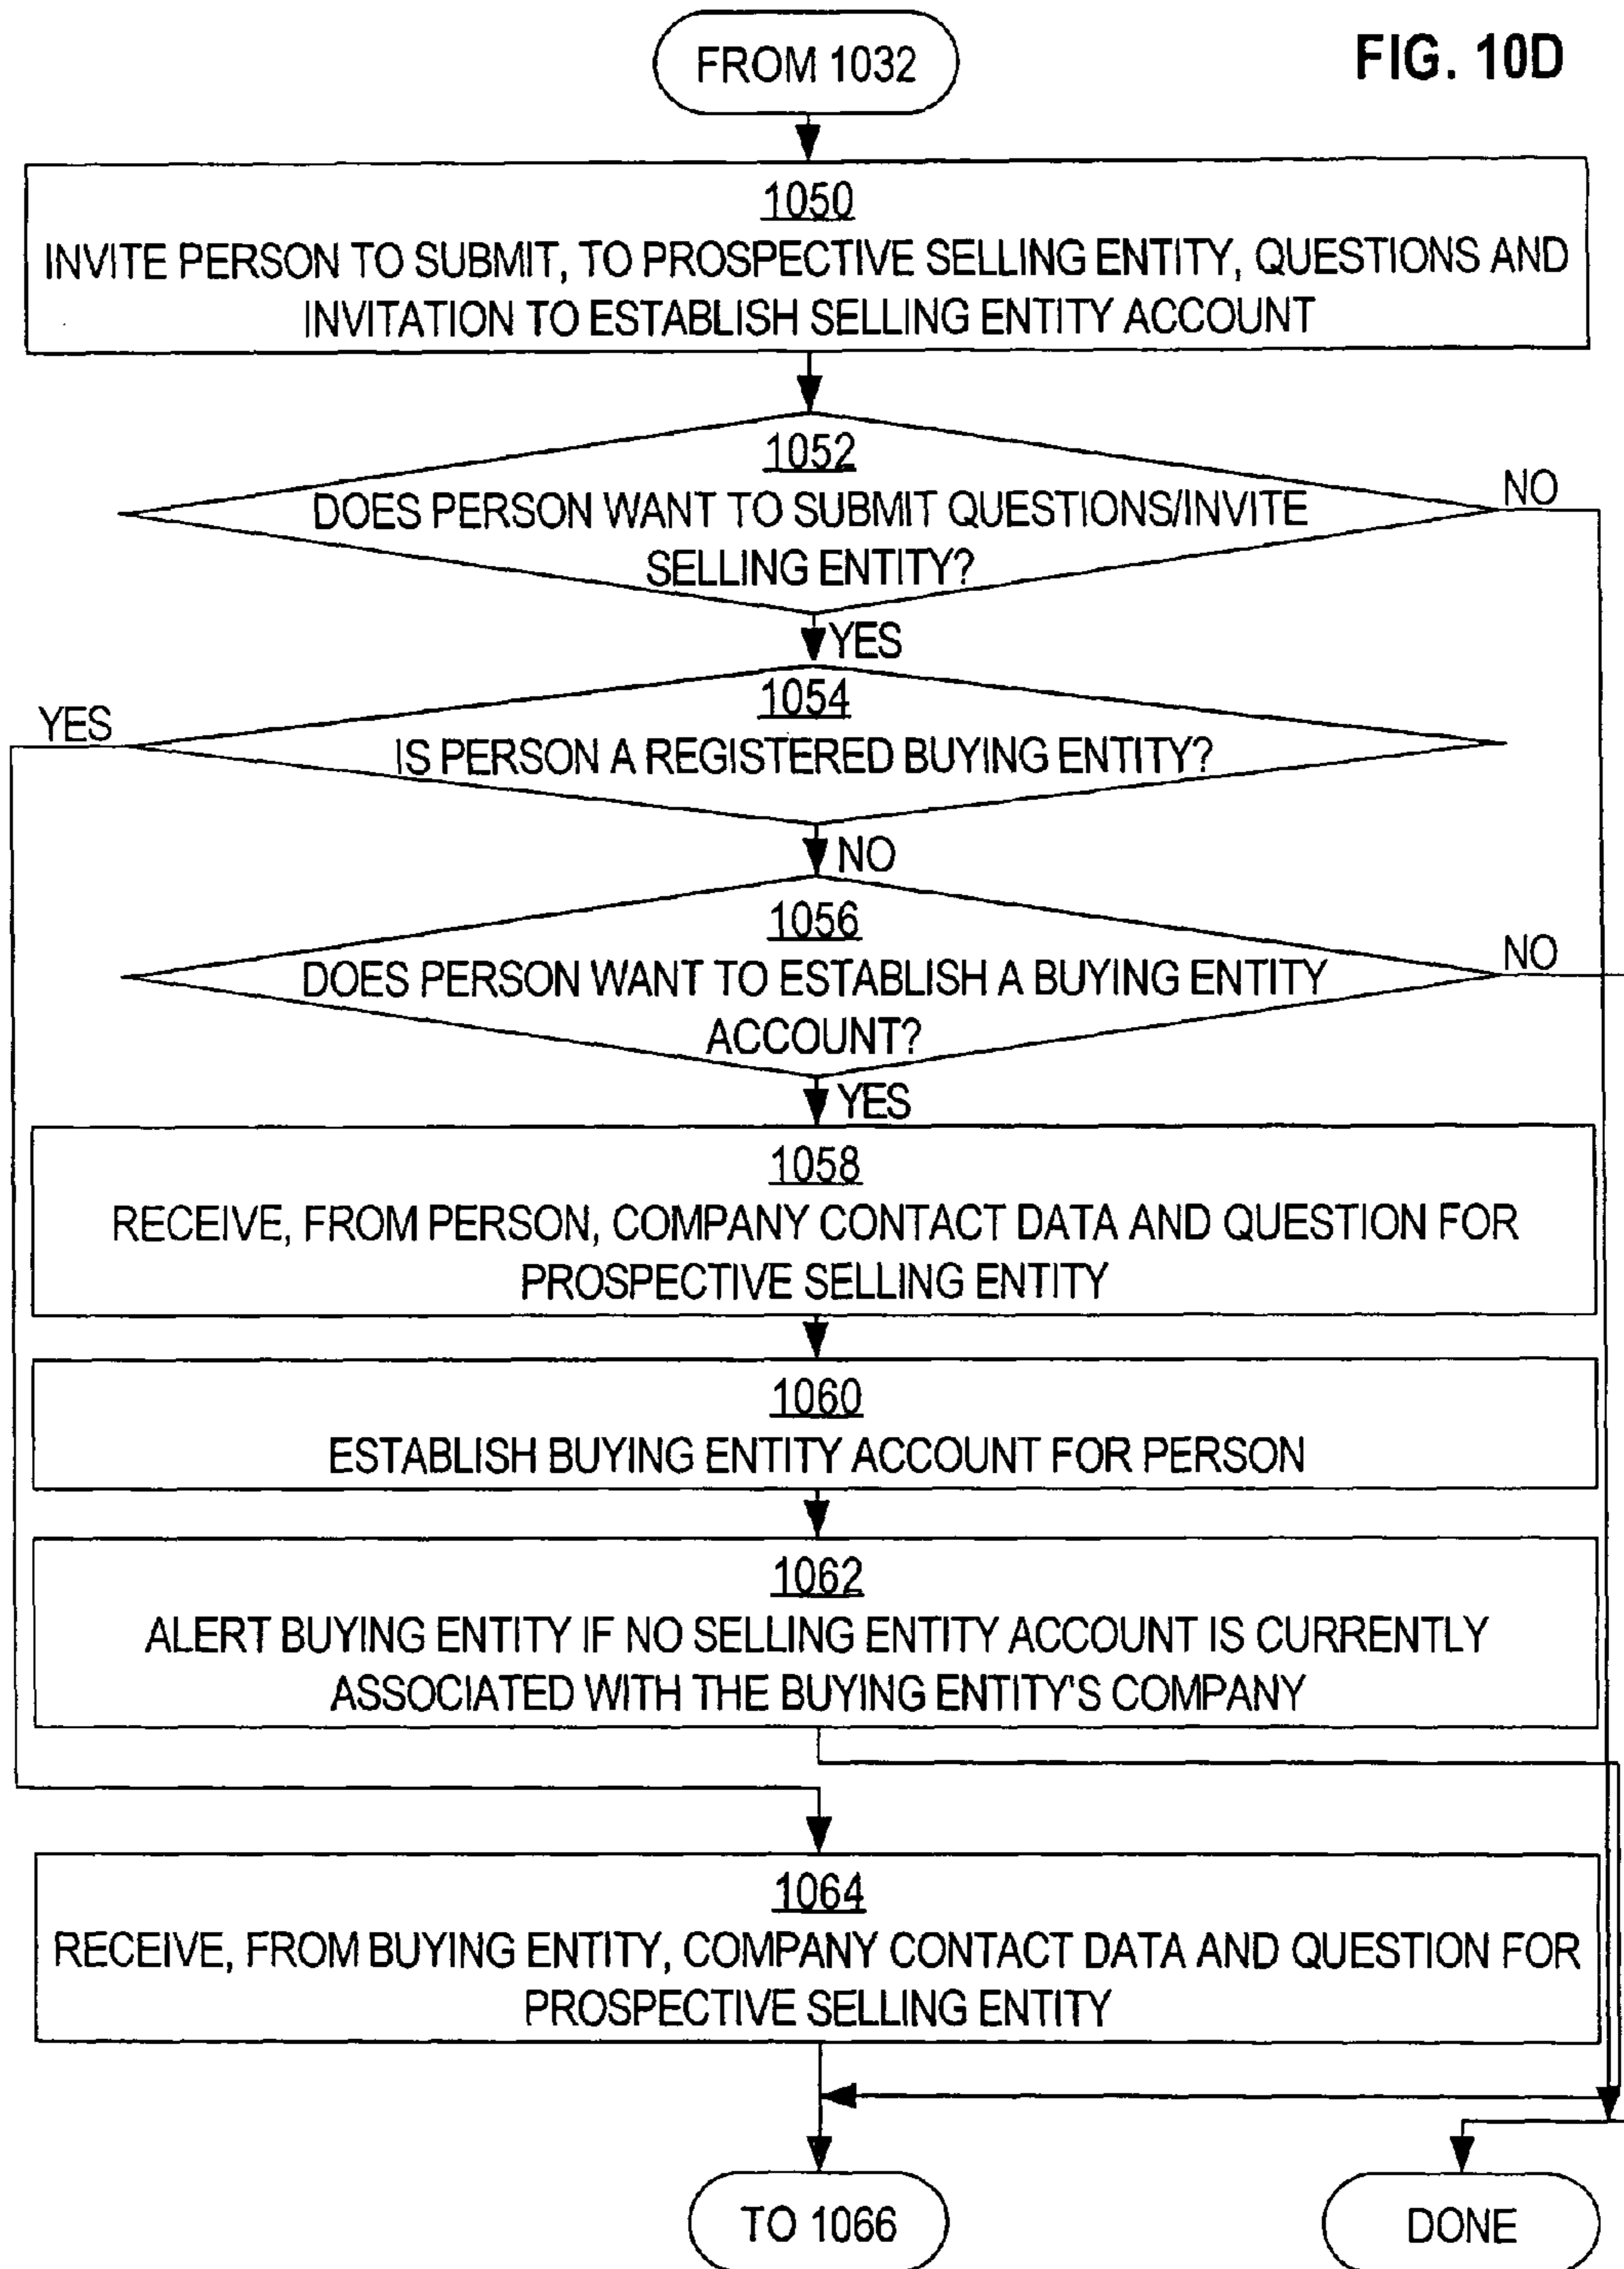 FROM 1032
FIG. 10D
1050
INVITE PERSON TO SUBMIT, TO PROSPECTIVE SELLING ENTITY, QUESTIONS AND
INVITATION TO ESTABLISH SELLING ENTITY ACCOUNT
1052
DOES PERSON WANT TO SUBMIT QUESTIONS/INVITE
SELLING ENTITY?
NO
YES
1054
IS PERSON A REGISTERED BUYING ENTITY?
YES
NO
1056
DOES PERSON WANT TO ESTABLISH A BUYING ENTITY
ACCOUNT?
NO
YES
1058
RECEIVE, FROM PERSON, COMPANY CONTACT DATA AND QUESTION FOR
PROSPECTIVE SELLING ENTITY
1060
ESTABLISH BUYING ENTITY ACCOUNT FOR PERSON
1062
ALERT BUYING ENTITY IF NO SELLING ENTITY ACCOUNT IS CURRENTLY
ASSOCIATED WITH THE BUYING ENTITY'S COMPANY
1064
RECEIVE, FROM BUYING ENTITY, COMPANY CONTACT DATA AND QUESTION FOR
PROSPECTIVE SELLING ENTITY
TO 1066
DONE